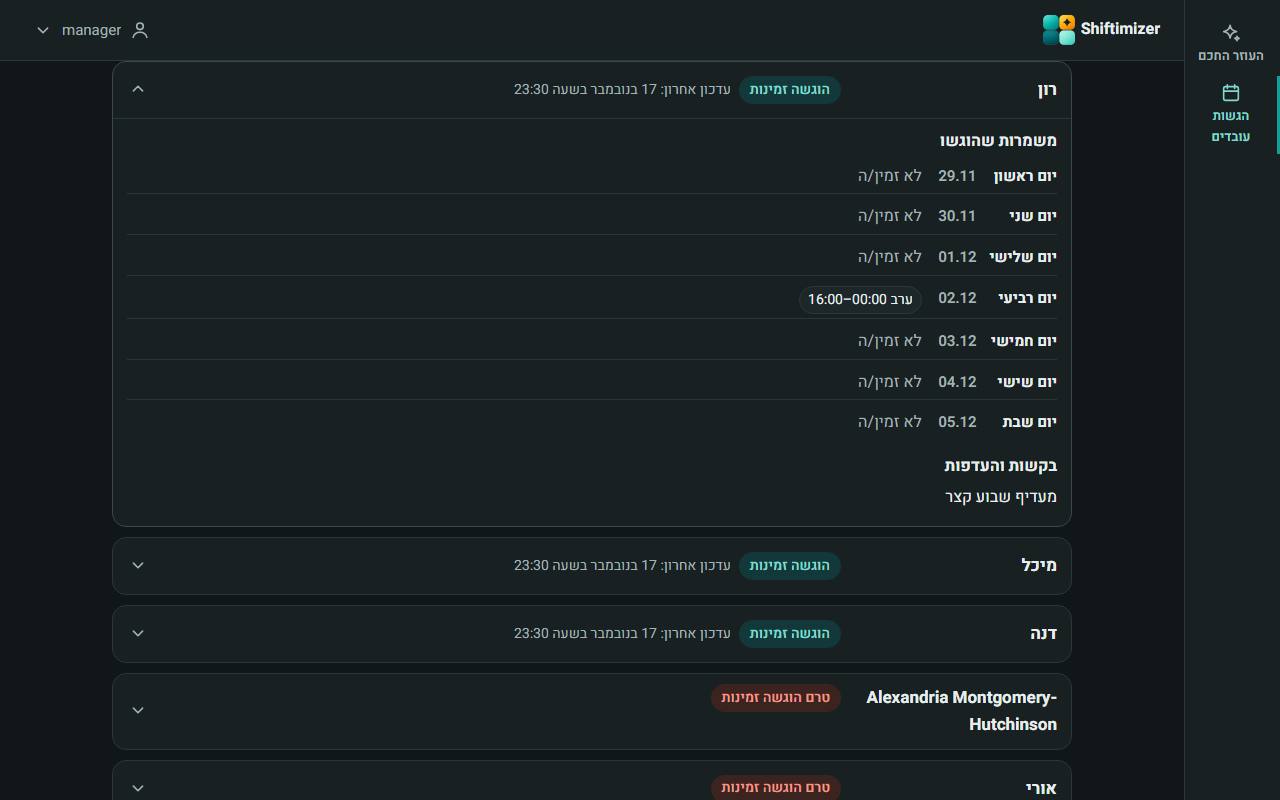 Shiftimizer
manager
העוזר החכם
הגשות
עובדים
רון הוגשה זמינות עדכון אחרון: 17 בנובמבר בשעה 23:30
משמרות שהוגשו
יום ראשון 29.11 לא זמין/ה
יום שני 30.11 לא זמין/ה
יום שלישי 01.12 לא זמין/ה
יום רביעי 02.12 ערב 16:00–00:00
יום חמישי 03.12 לא זמין/ה
יום שישי 04.12 לא זמין/ה
יום שבת 05.12 לא זמין/ה
בקשות והעדפות
מעדיף שבוע קצר
מיכל הוגשה זמינות עדכון אחרון: 17 בנובמבר בשעה 23:30
דנה הוגשה זמינות עדכון אחרון: 17 בנובמבר בשעה 23:30
Alexandria Montgomery- טרם הוגשה זמינות
Hutchinson
אורי טרם הוגשה זמינות